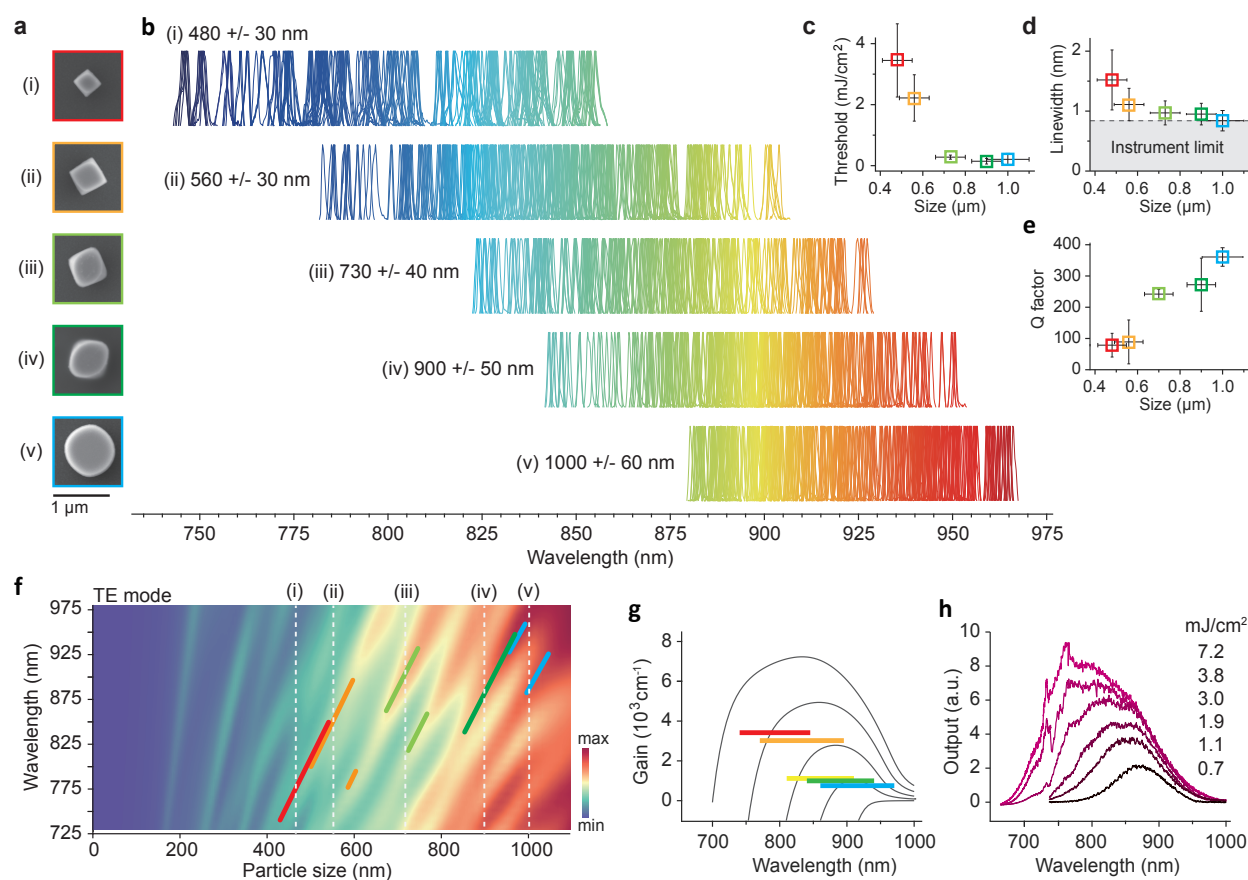 a
(i)
(ii)
(iii)
(iv)
(v)
1 µm
b
(i) 480 +/- 30 nm
(ii) 560 +/- 30 nm
(iii) 730 +/- 40 nm
(iv) 900 +/- 50 nm
(v) 1000 +/- 60 nm
750 775 800 825 850 875 900 925 950 975
Wavelength (nm)
c
Threshold (mJ/cm²)
4
2
0
0.4 0.6 0.8 1.0
Size (µm)
d
Linewidth (nm)
2
1
0
Instrument limit
0.4 0.6 0.8 1.0
Size (µm)
e
Q factor
400
300
200
100
0
0.4 0.6 0.8 1.0
Size (µm)
f
TE mode
(i) (ii) (iii) (iv) (v)
Wavelength (nm)
975
925
875
825
775
725
max
min
0 200 400 600 800 1000
Particle size (nm)
g
Gain (10³cm⁻¹)
8
6
4
2
0
700 800 900 1000
Wavelength (nm)
h
Output (a.u.)
10
8
6
4
2
0
mJ/cm²
7.2
3.8
3.0
1.9
1.1
0.7
700 800 900 1000
Wavelength (nm)